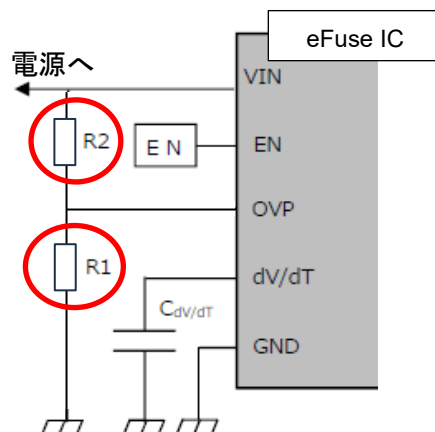 eFuse IC
電源へ
VIN
R2
E N
EN
OVP
R1
dV/dT
CdV/dT
GND